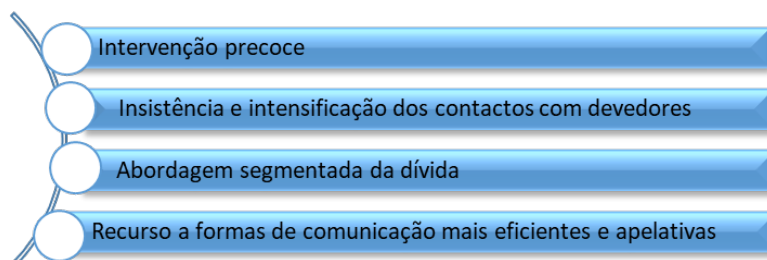 Intervenção precoce
Insistência e intensificação dos contactos com devedores
Abordagem segmentada da dívida
Recurso a formas de comunicação mais eficientes e apelativas